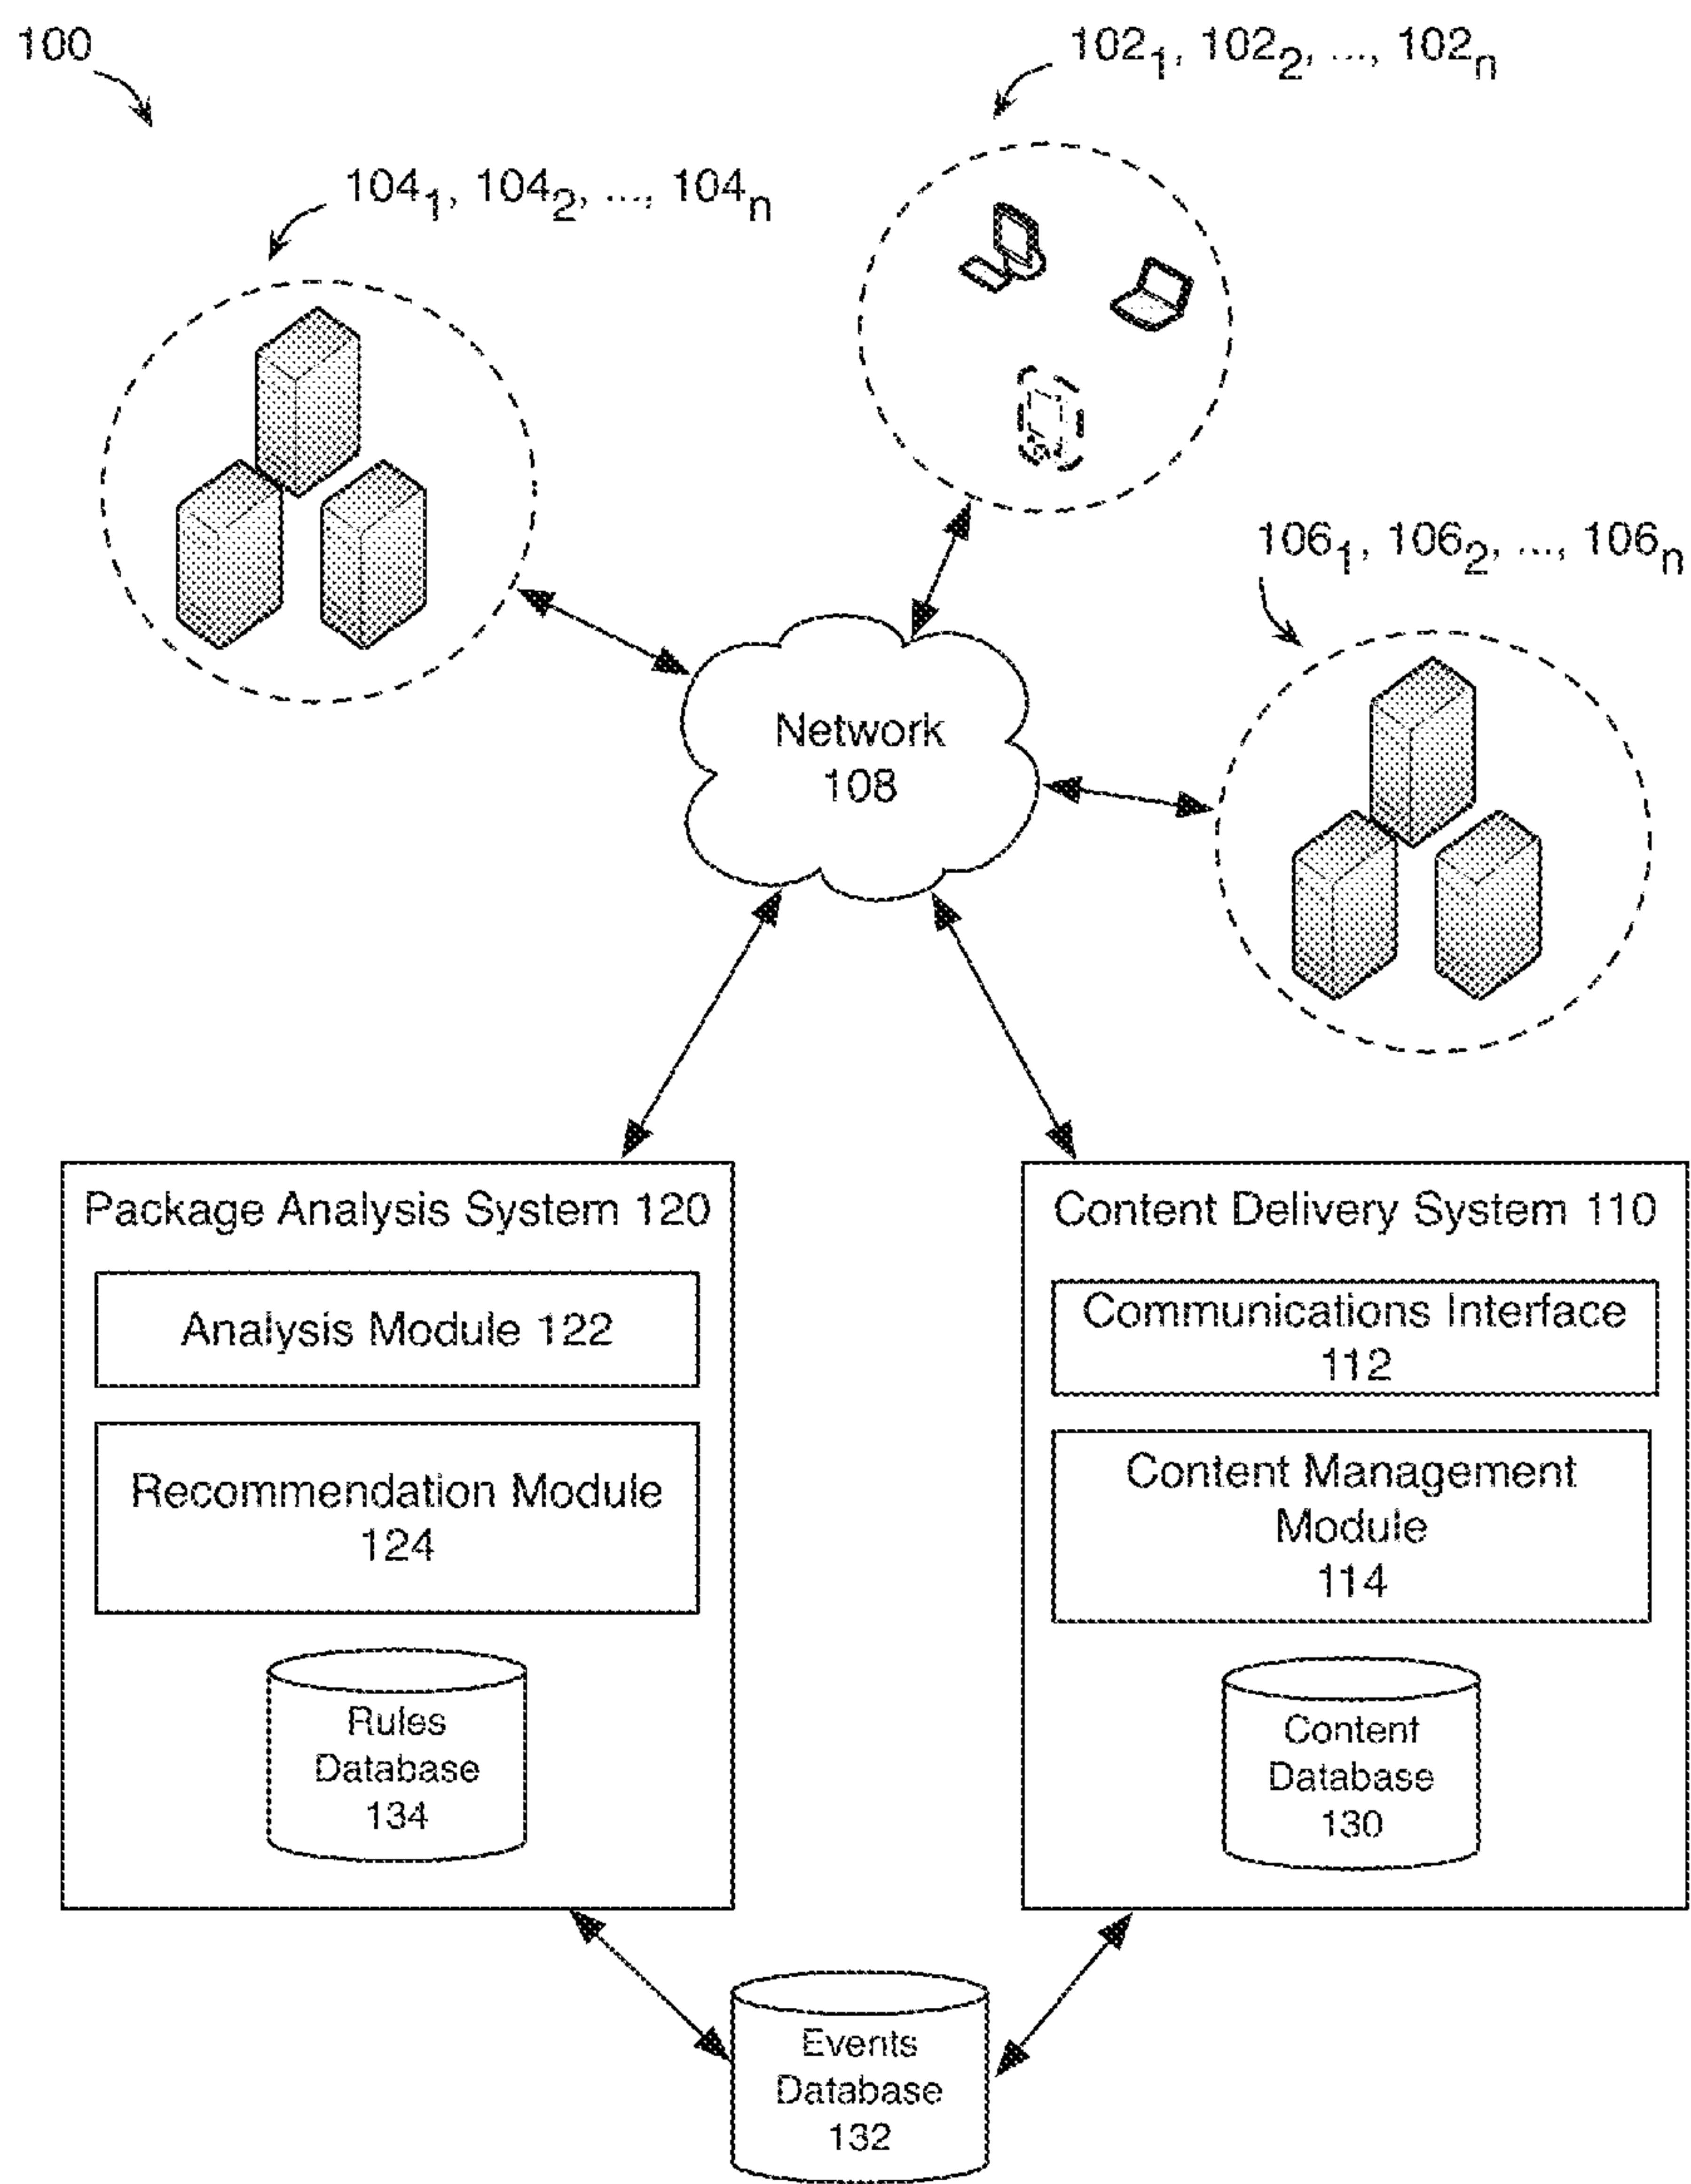 100
102₁, 102₂, ..., 102ₙ
104₁, 104₂, ..., 104ₙ
106₁, 106₂, ..., 106ₙ
Network
108
Package Analysis System 120
Analysis Module 122
Recommendation Module
124
Rules
Database
134
Content Delivery System 110
Communications Interface
112
Content Management
Module
114
Content
Database
130
Events
Database
132